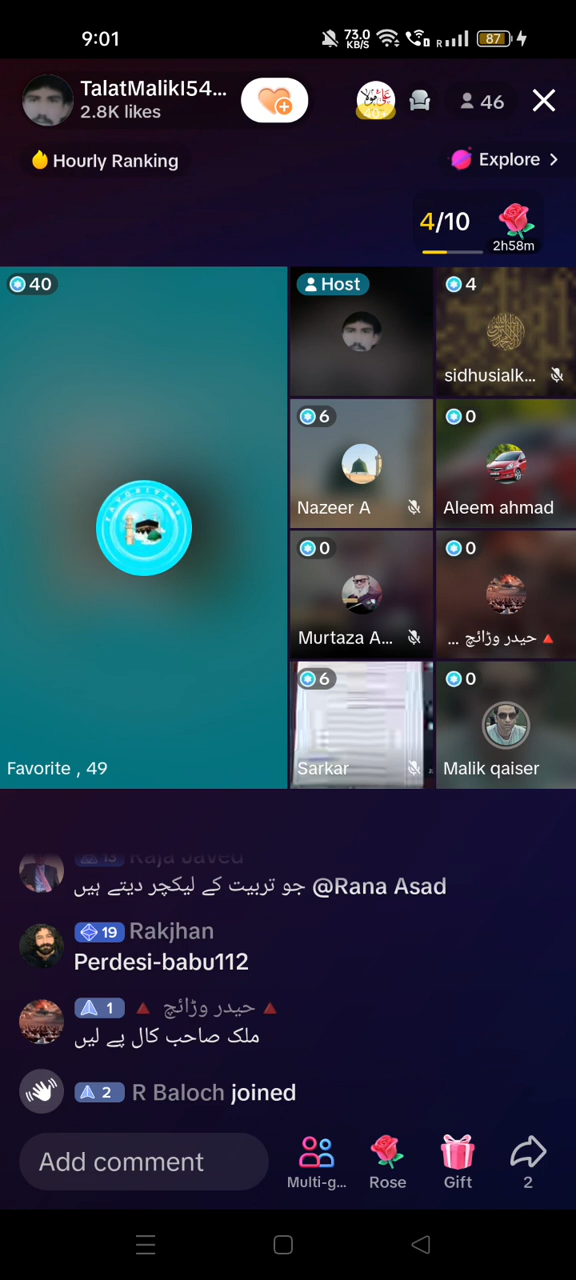 9:01
73.0
KB/S
R
87
TalatMalikI54...
2.8K likes
46
Hourly Ranking
Explore
4/10
2h58m
40
Host
4
sidhusialk...
6
Nazeer A
0
Aleem ahmad
0
Murtaza A...
0
حیدر وڑائچ ...
6
Sarkar
0
Malik qaiser
Favorite , 49
13 Raja Javed
@Rana Asad جو تربیت کے لیکچر دیتے ہیں
19 Rakjhan
Perdesi-babu112
1 🔺 حیدر وڑائچ 🔺
ملک صاحب کال پے لیں
2 R Baloch joined
Add comment
Multi-g...
Rose
Gift
2